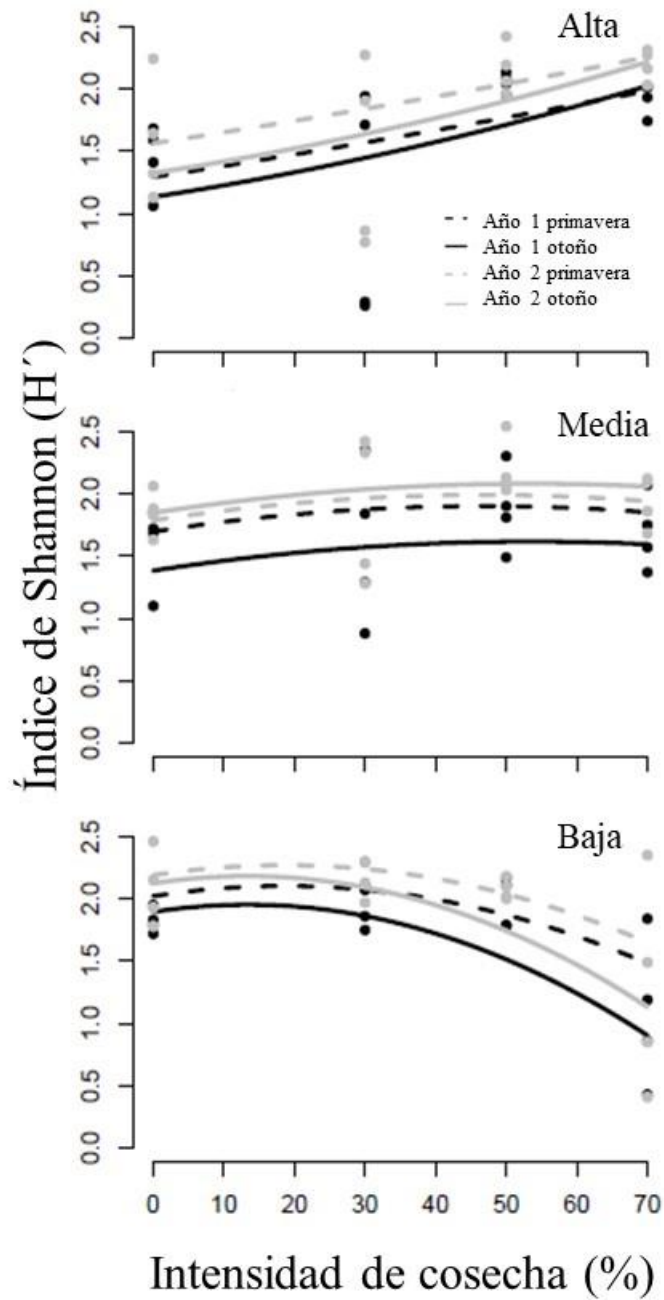 Índice de Shannon (H´)
Alta
2.5
2.0
1.5
1.0
0.5
0.0
Año 1 primavera
Año 1 otoño
Año 2 primavera
Año 2 otoño
Media
2.5
2.0
1.5
1.0
0.5
0.0
Baja
2.5
2.0
1.5
1.0
0.5
0.0
0 10 20 30 40 50 60 70
Intensidad de cosecha (%)